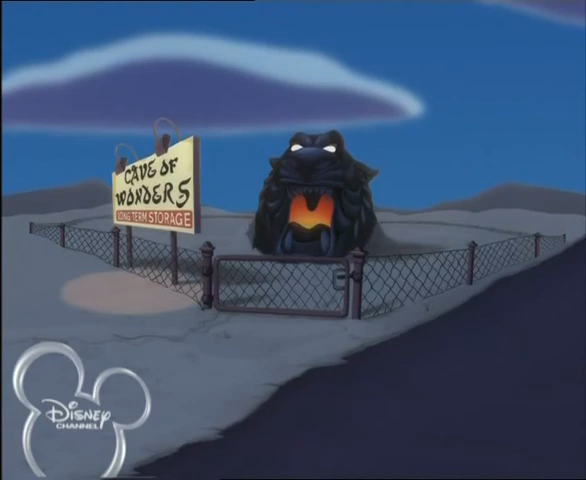 CAVE OF
WONDERS
LONG TERM STORAGE
DISNEY
CHANNEL